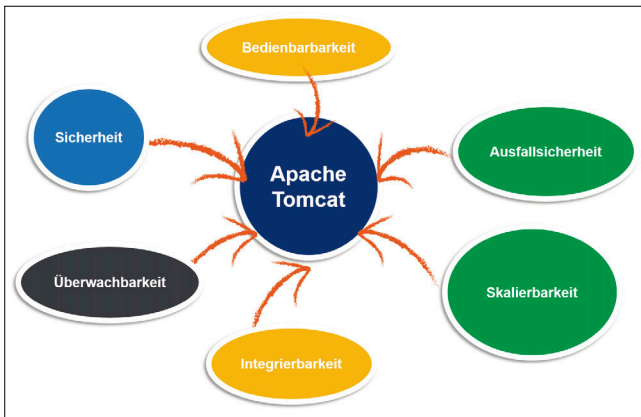 Bedienbarbarkeit
Sicherheit
Ausfallsicherheit
Apache
Tomcat
Überwachbarkeit
Skalierbarkeit
Integrierbarkeit